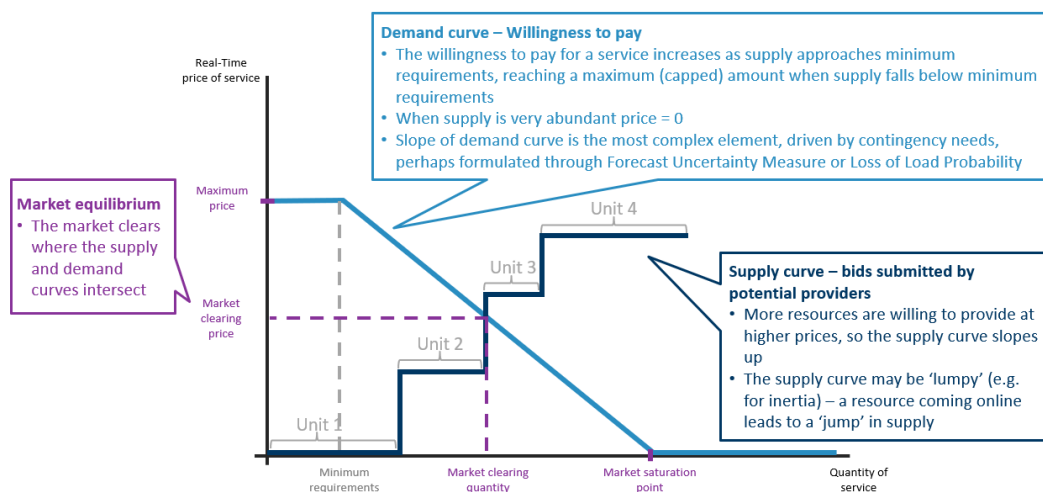 Demand curve – Willingness to pay
• The willingness to pay for a service increases as supply approaches minimum
requirements, reaching a maximum (capped) amount when supply falls below minimum
requirements
• When supply is very abundant price = 0
• Slope of demand curve is the most complex element, driven by contingency needs,
perhaps formulated through Forecast Uncertainty Measure or Loss of Load Probability
Real-Time
price of service
Market equilibrium
• The market clears
where the supply
and demand
curves intersect
Maximum
price
Market
clearing
price
Unit 1
Unit 2
Unit 3
Unit 4
Supply curve – bids submitted by
potential providers
• More resources are willing to provide at
higher prices, so the supply curve slopes
up
• The supply curve may be ‘lumpy’ (e.g.
for inertia) – a resource coming online
leads to a ‘jump’ in supply
Minimum
requirements
Market clearing
quantity
Market saturation
point
Quantity of
service